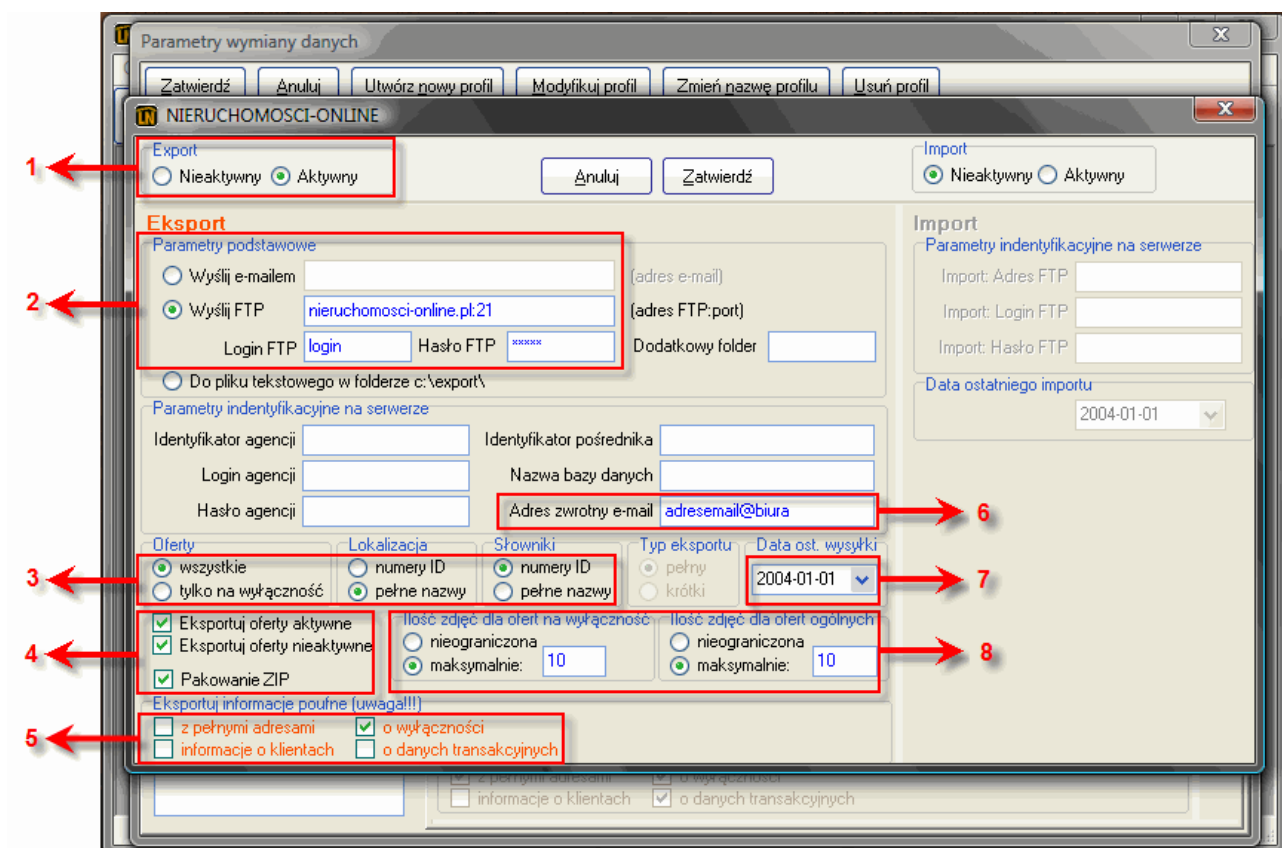 Parametry wymiany danych
Zatwierdź Anuluj Utwórz nowy profil Modyfikuj profil Zmień nazwę profilu Usuń profil
NIERUCHOMOSCI-ONLINE
1 Export Import
Nieaktywny Aktywny Anuluj Zatwierdź Nieaktywny Aktywny
Eksport Import
Parametry podstawowe Parametry indentyfikacyjne na serwerze
Wyślij e-mailem (adres e-mail) Import: Adres FTP
2 Wyślij FTP nieruchomosci-online.pl:21 (adres FTP:port) Import: Login FTP
Login FTP login Hasło FTP ***** Dodatkowy folder Import: Hasło FTP
Do pliku tekstowego w folderze c:\export\ Data ostatniego importu
Parametry indentyfikacyjne na serwerze 2004-01-01
Identyfikator agencji Identyfikator pośrednika
Login agencji Nazwa bazy danych
Hasło agencji Adres zwrotny e-mail adresemail@biura 6
Oferty Lokalizacja Słowniki Typ eksportu Data ost. wysyłki
3 wszystkie numery ID numery ID pełny 2004-01-01 7
tylko na wyłączność pełne nazwy pełne nazwy krótki
Eksportuj oferty aktywne Ilość zdjęć dla ofert na wyłączność Ilość zdjęć dla ofert ogólnych
4 Eksportuj oferty nieaktywne nieograniczona nieograniczona 8
Pakowanie ZIP maksymalnie: 10 maksymalnie: 10
Eksportuj informacje poufne (uwaga!!!)
5 z pełnymi adresami o wyłączności
informacje o klientach o danych transakcyjnych
z pełnymi adresami o wyłączności
informacje o klientach o danych transakcyjnych